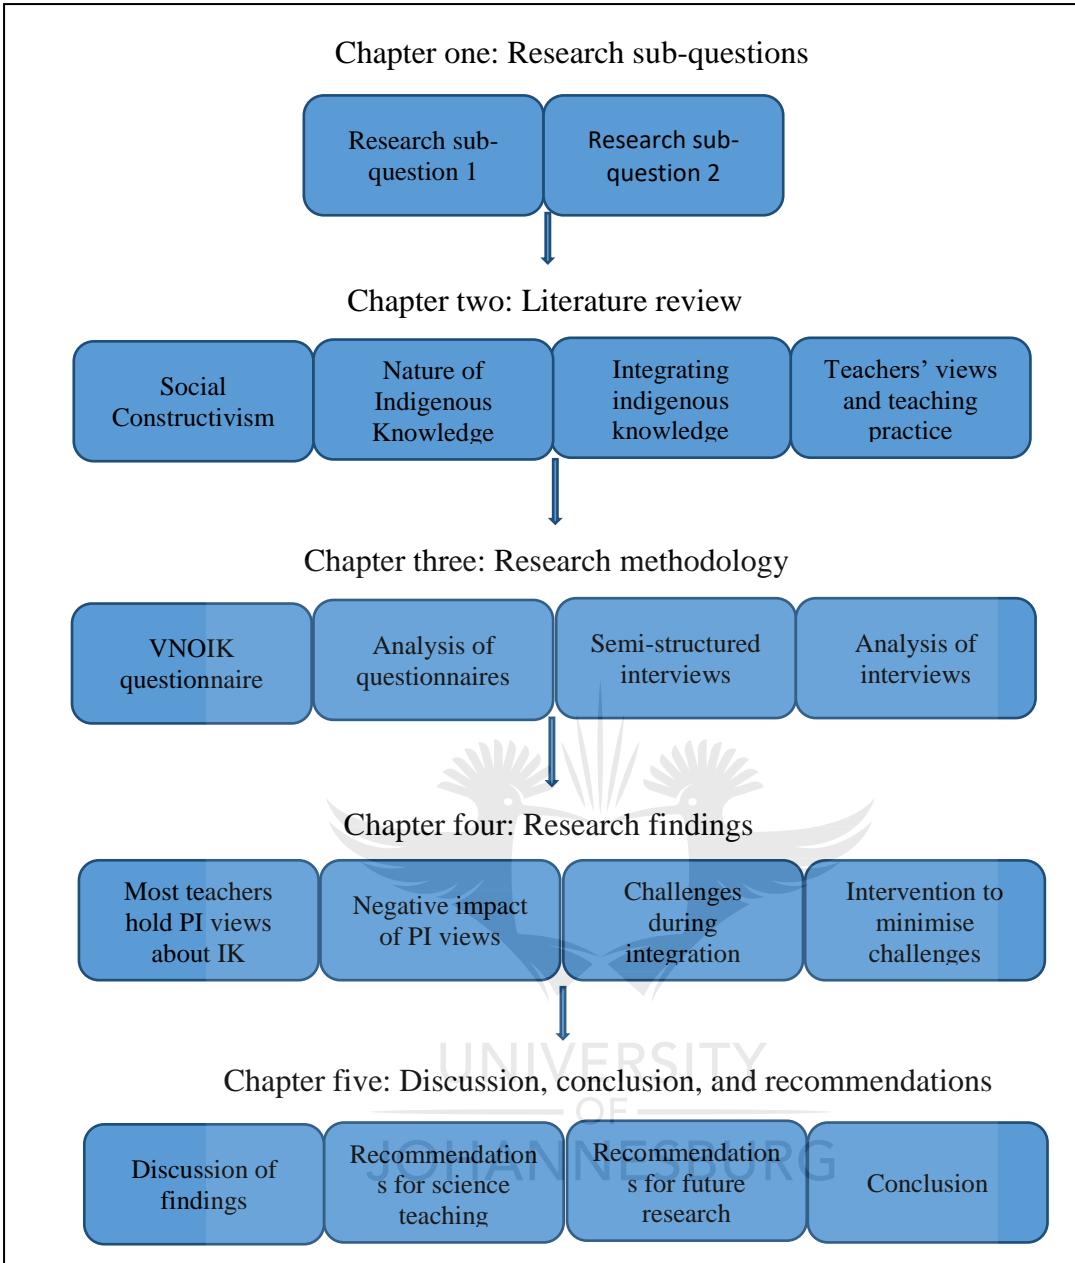 Chapter one: Research sub-questions
Research sub-
question 1
Research sub-
question 2
Chapter two: Literature review
Social
Constructivism
Nature of
Indigenous
Knowledge
Integrating
indigenous
knowledge
Teachers’ views
and teaching
practice
Chapter three: Research methodology
VNOIK
questionnaire
Analysis of
questionnaires
Semi-structured
interviews
Analysis of
interviews
Chapter four: Research findings
Most teachers
hold PI views
about IK
Negative impact
of PI views
Challenges
during
integration
Intervention to
minimise
challenges
UNIVERSITY
OF
JOHANNESBURG
Chapter five: Discussion, conclusion, and recommendations
Discussion of
findings
Recommendation
s for science
teaching
Recommendation
s for future
research
Conclusion